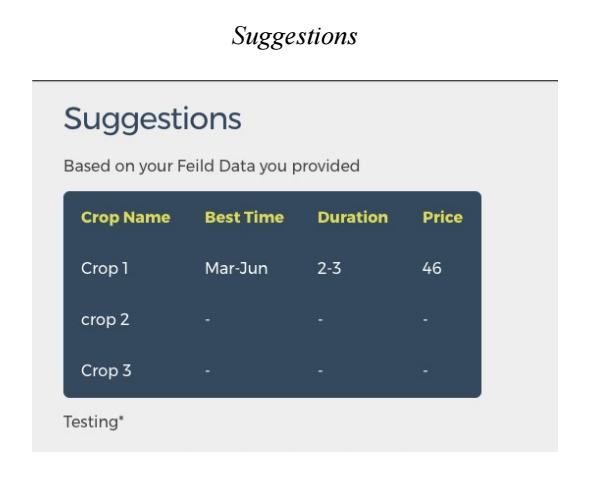 Suggestions
Suggestions
Based on your Feild Data you provided
Crop Name Best Time Duration Price
Crop 1 Mar-Jun 2-3 46
crop 2 - - -
Crop 3 - - -
Testing*